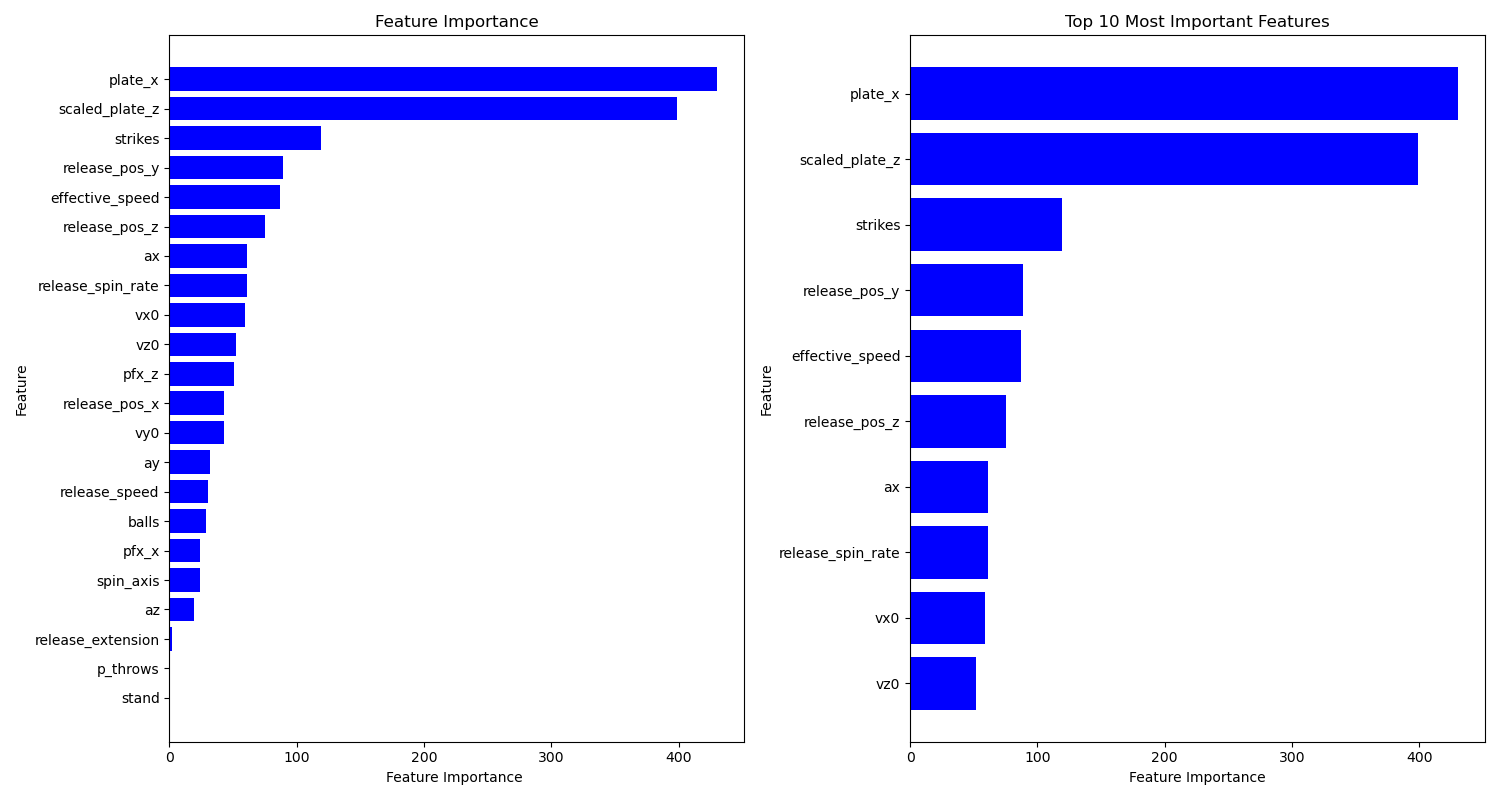 Feature Importance
Feature
plate_x
scaled_plate_z
strikes
release_pos_y
effective_speed
release_pos_z
ax
release_spin_rate
vx0
vz0
pfx_z
release_pos_x
vy0
ay
release_speed
balls
pfx_x
spin_axis
az
release_extension
p_throws
stand
0 100 200 300 400
Feature Importance
Top 10 Most Important Features
Feature
plate_x
scaled_plate_z
strikes
release_pos_y
effective_speed
release_pos_z
ax
release_spin_rate
vx0
vz0
0 100 200 300 400
Feature Importance